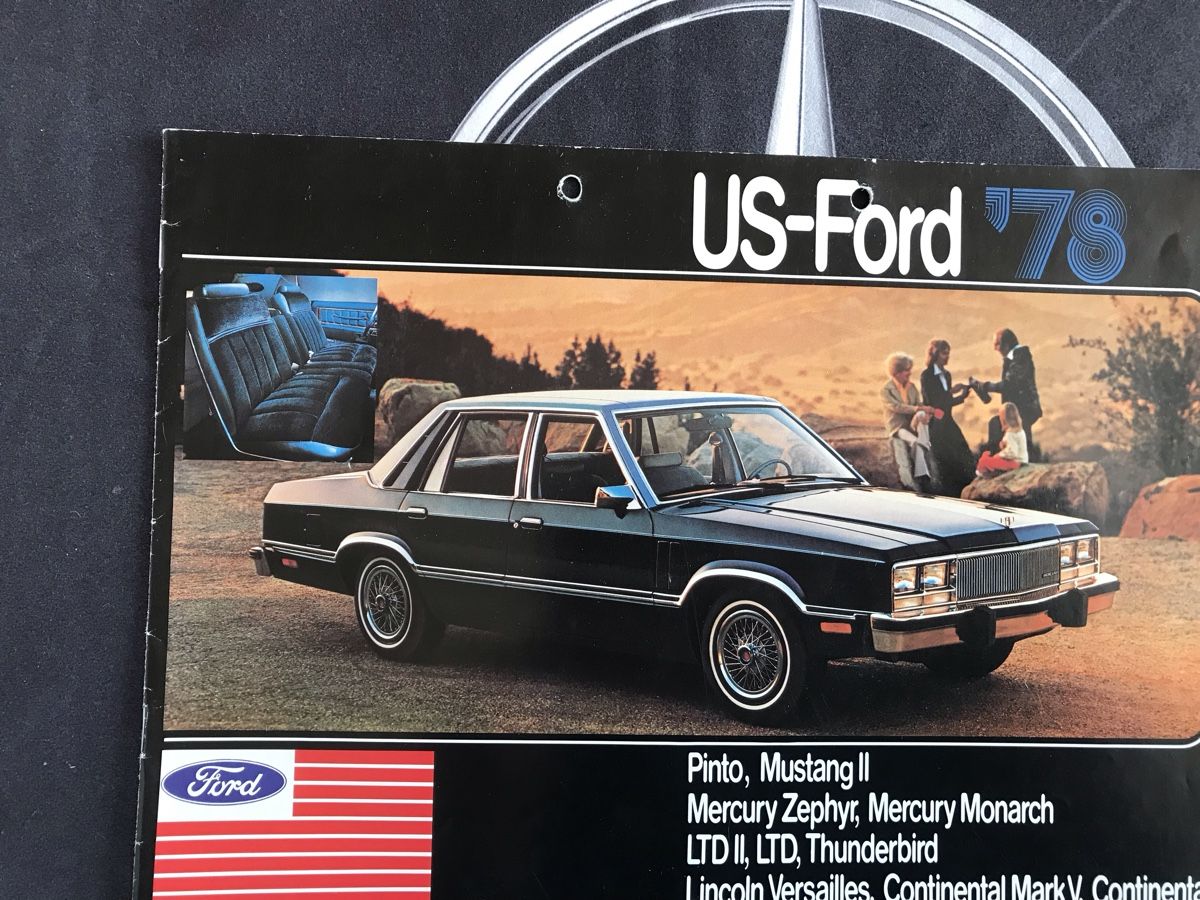 US-Ford '78
Ford
Pinto, Mustang II
Mercury Zephyr, Mercury Monarch
LTD II, LTD, Thunderbird
Lincoln Versailles, Continental Mark V, Continenta